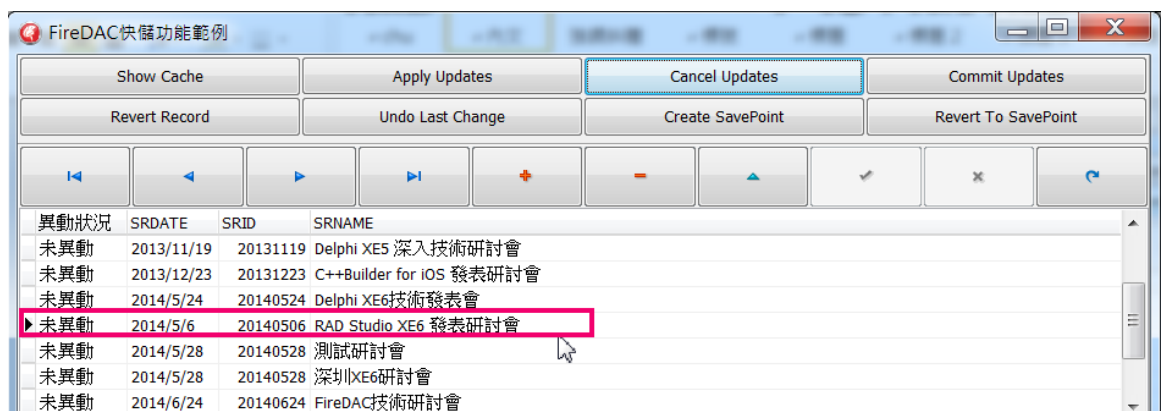 FireDAC快儲功能範例
Show Cache Apply Updates Cancel Updates Commit Updates
Revert Record Undo Last Change Create SavePoint Revert To SavePoint
異動狀況 SRDATE SRID SRNAME
未異動 2013/11/19 20131119 Delphi XE5 深入技術研討會
未異動 2013/12/23 20131223 C++Builder for iOS 發表研討會
未異動 2014/5/24 20140524 Delphi XE6技術發表會
未異動 2014/5/6 20140506 RAD Studio XE6 發表研討會
未異動 2014/5/28 20140528 測試研討會
未異動 2014/5/28 20140528 深圳XE6研討會
未異動 2014/6/24 20140624 FireDAC技術研討會